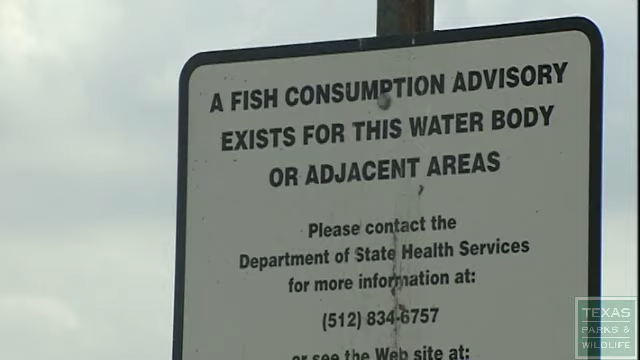 A FISH CONSUMPTION ADVISORY
EXISTS FOR THIS WATER BODY
OR ADJACENT AREAS
Please contact the
Department of State Health Services
for more information at:
(512) 834-6757
or see the Web site at:
TEXAS
PARKS &
WILDLIFE